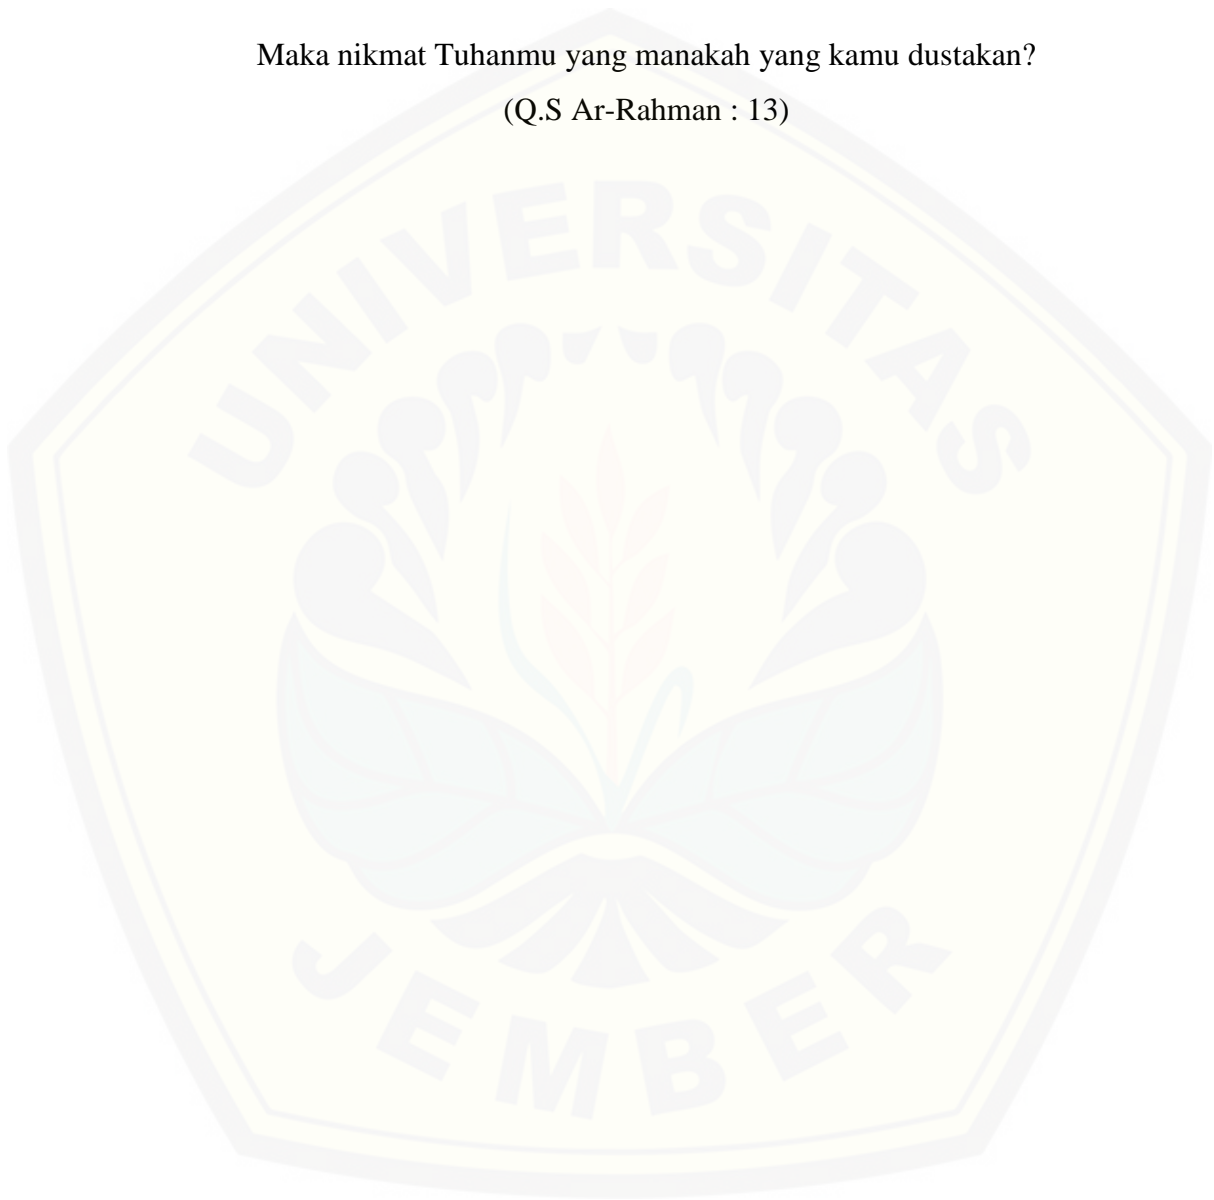 Maka nikmat Tuhanmu yang manakah yang kamu dustakan?
(Q.S Ar-Rahman : 13)
UNIVERSITAS
JEMBER